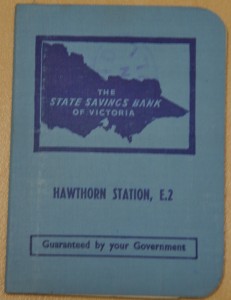 THE
STATE SAVINGS BANK
OF VICTORIA
HAWTHORN STATION, E.2
Guaranteed by your Government